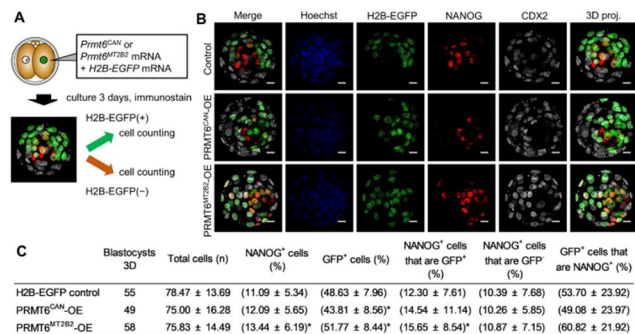 A
Prmt6CAN or
Prmt6MT2B2 mRNA
+ H2B-EGFP mRNA
culture 3 days, immunostain
H2B-EGFP(+)
cell counting
cell counting
H2B-EGFP(−)
B
Merge Hoechst H2B-EGFP NANOG CDX2 3D proj.
Control
PRMT6CAN-OE
PRMT6MT2B2-OE
C
Blastocysts 3D Total cells (n) NANOG+ cells (%) GFP+ cells (%) NANOG+ cells that are GFP+ (%) NANOG+ cells that are GFP- (%) GFP+ cells that are NANOG+ (%)
H2B-EGFP control 55 78.47 ± 13.69 (11.09 ± 5.34) (48.63 ± 7.96) (12.30 ± 7.61) (10.39 ± 7.68) (53.70 ± 23.92)
PRMT6CAN-OE 49 75.00 ± 16.28 (12.09 ± 5.65) (43.81 ± 8.56)* (14.54 ± 11.14) (10.26 ± 5.85) (49.08 ± 23.97)
PRMT6MT2B2-OE 58 75.83 ± 14.49 (13.44 ± 6.19)* (51.77 ± 8.44)* (15.65 ± 8.54)* (10.87 ± 7.15) (60.82 ± 21.92)